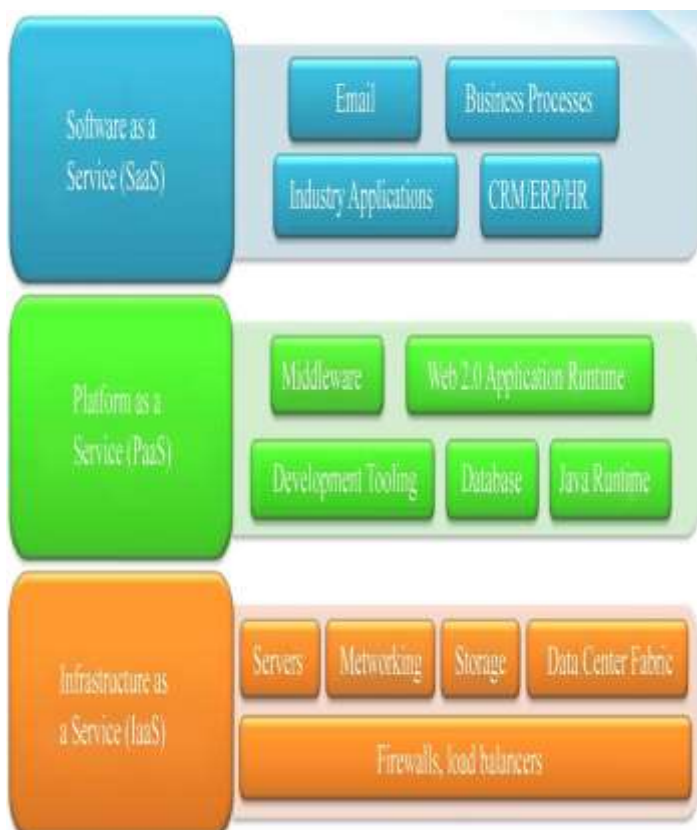 Software as a
Service (SaaS)
Email
Business Processes
Industry Applications
CRM/ERP/HR
Platform as a
Service (PaaS)
Middleware
Web 2.0 Application Runtime
Development Tooling
Database
Java Runtime
Infrastructure as
a Service (IaaS)
Servers
Metworking
Storage
Data Center Fabric
Firewalls, load balancers